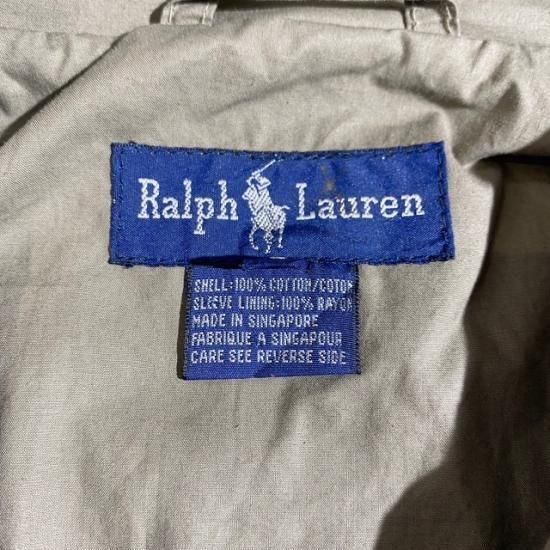 Ralph Lauren
SHELL:100% COTTON/COTON
SLEEVE LINING:100% RAYON
MADE IN SINGAPORE
FABRIQUE A SINGAPOUR
CARE SEE REVERSE SIDE